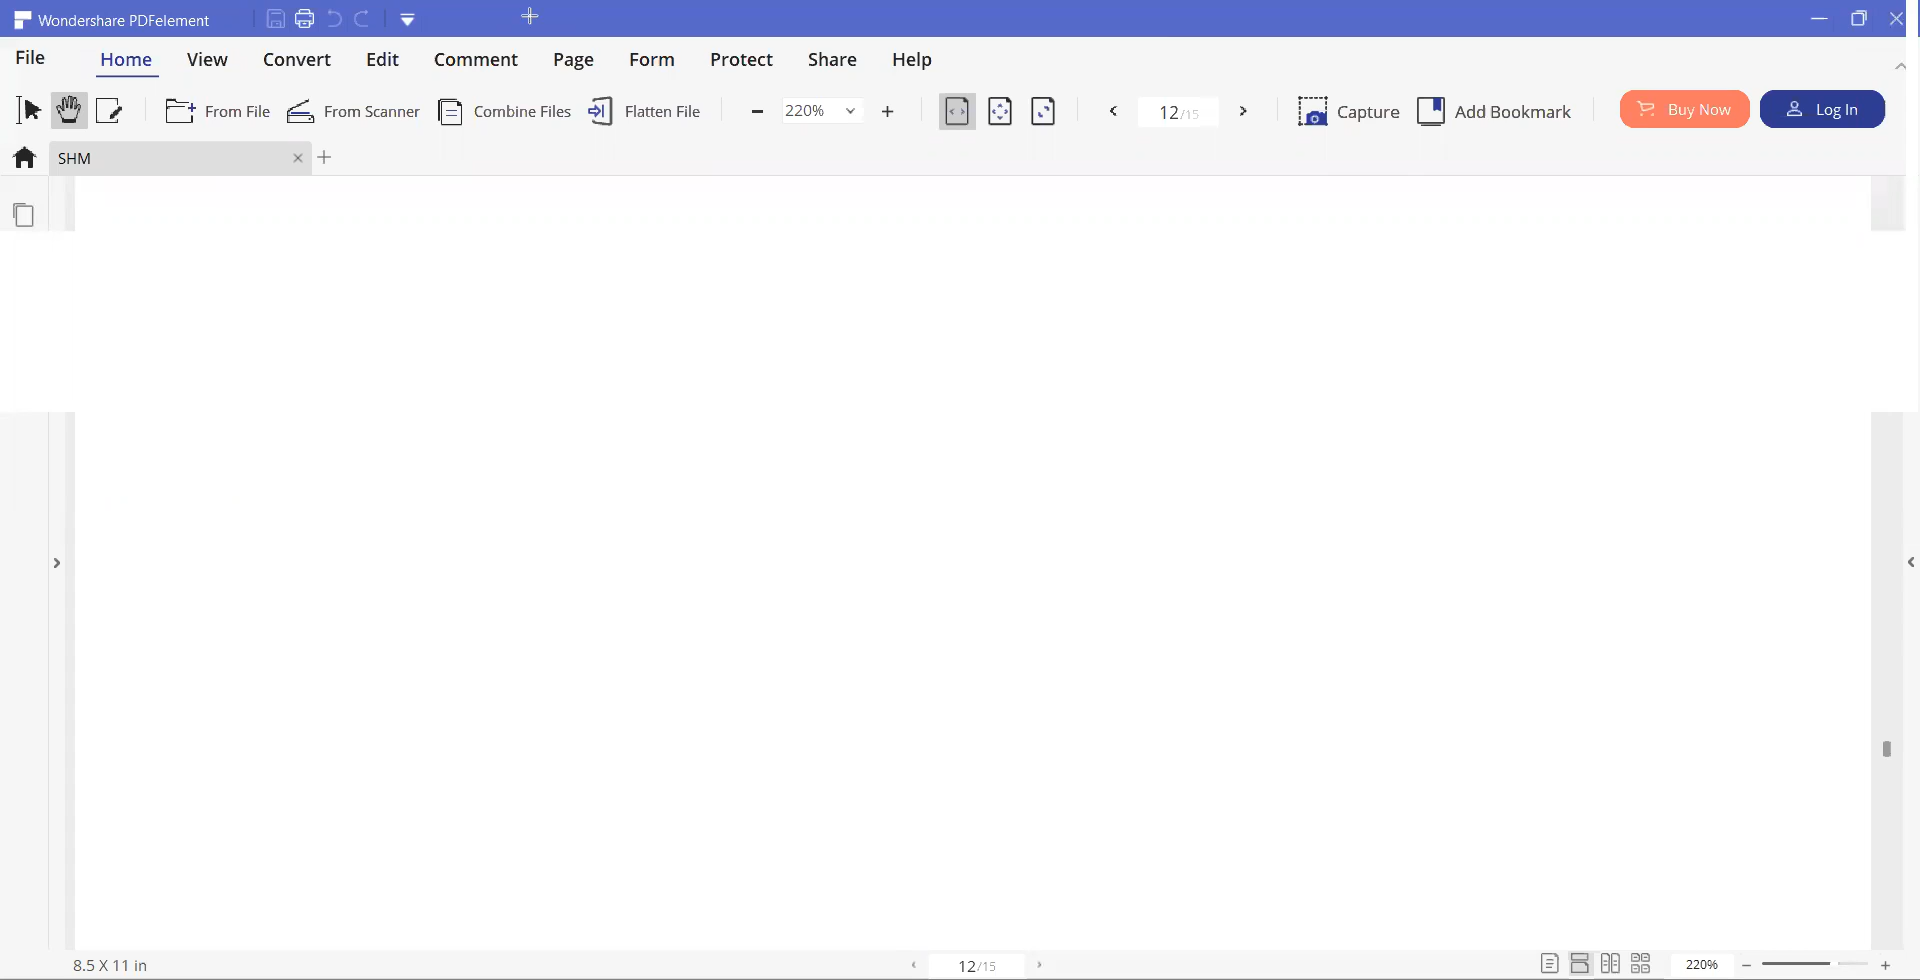 Wondershare PDFelement
File Home View Convert Edit Comment Page Form Protect Share Help
From File From Scanner Combine Files Flatten File 220% 12/15 Capture Add Bookmark Buy Now Log In
SHM
8.5 X 11 in 12/15 220%